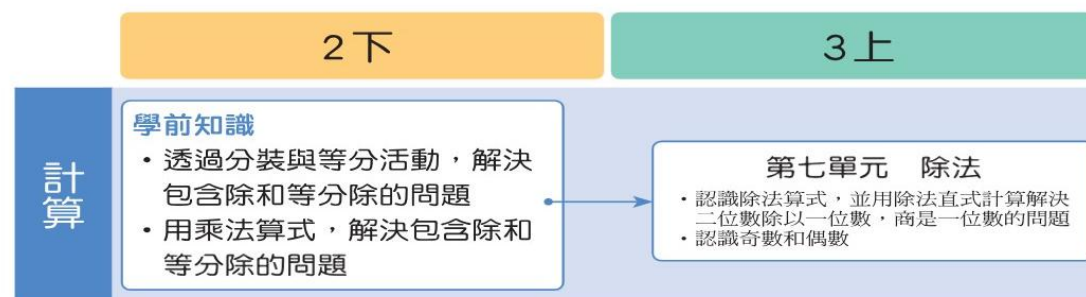 2下
3上
計算
學前知識
・透過分裝與等分活動，解決
包含除和等分除的問題
・用乘法算式，解決包含除和
等分除的問題
第七單元　除法
・認識除法算式，並用除法直式計算解決
二位數除以一位數，商是一位數的問題
・認識奇數和偶數